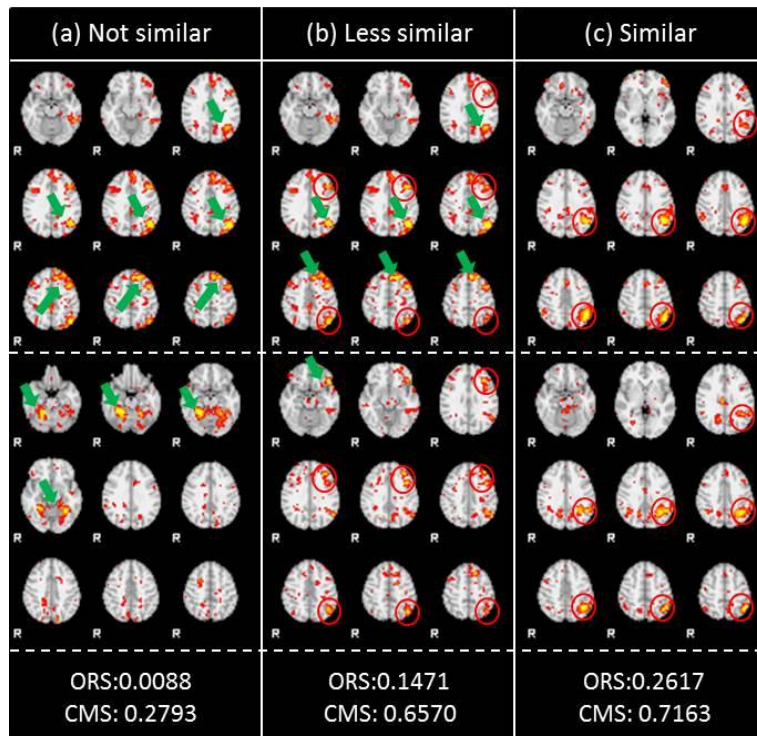 (a) Not similar
(b) Less similar
(c) Similar
R R R R R R R R R
R R R R R R R R R
R R R R R R R R R
R R R R R R R R R
R R R R R R R R R
R R R R R R R R R
ORS:0.0088
CMS: 0.2793
ORS:0.1471
CMS: 0.6570
ORS:0.2617
CMS: 0.7163